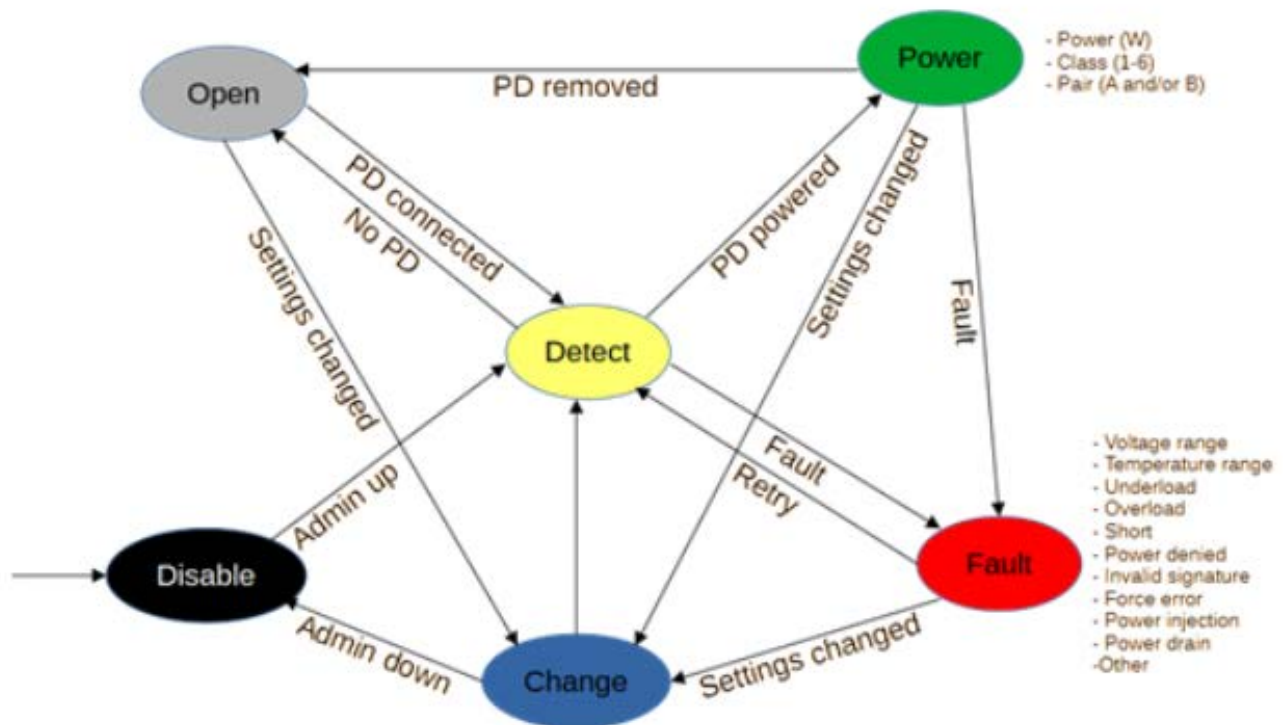 Power
- Power (W)
- Class (1-6)
- Pair (A and/or B)
Open
PD removed
PD connected
No PD
PD powered
Settings changed
Settings changed
Fault
Detect
Fault
Retry
Admin up
- Voltage range
- Temperature range
- Underload
- Overload
- Short
- Power denied
- Invalid signature
- Force error
- Power injection
- Power drain
-Other
Disable
Fault
Admin down
Change
Settings changed